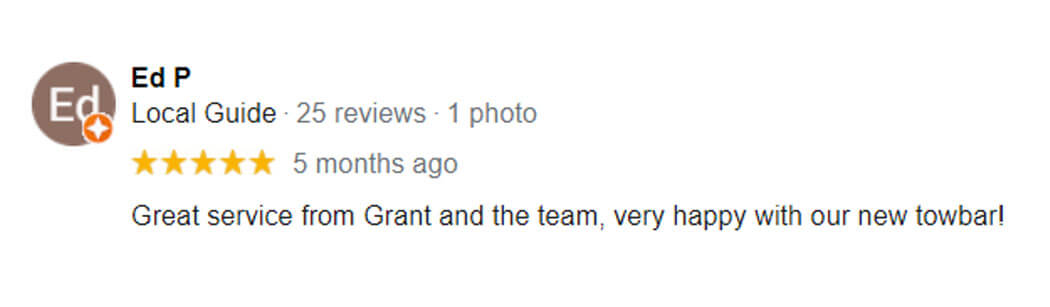 Ed
Ed P
Local Guide · 25 reviews · 1 photo
5 months ago
Great service from Grant and the team, very happy with our new towbar!